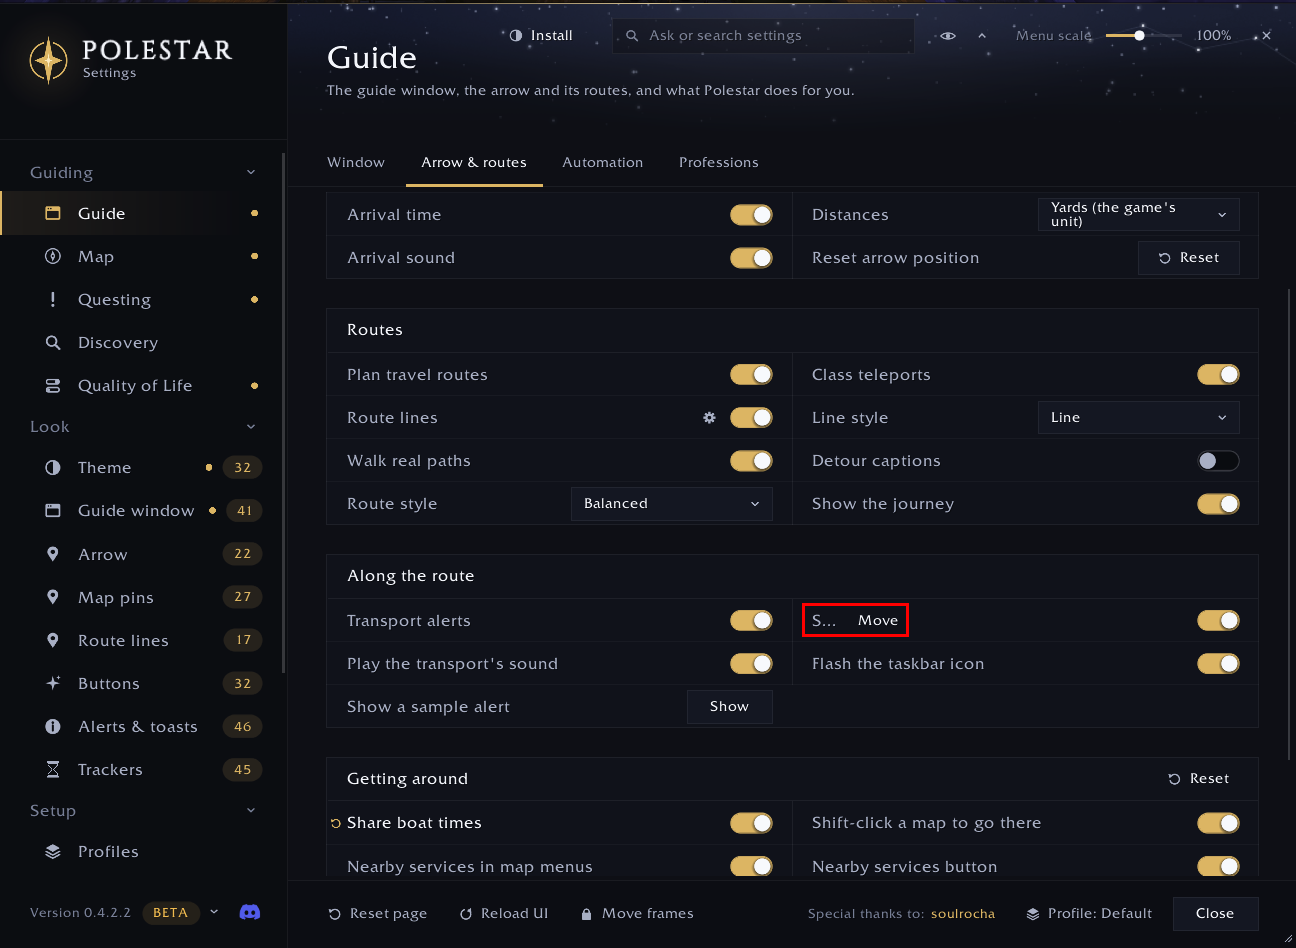 POLESTAR
Settings
Install
Ask or search settings
Menu scale
100%
Guide
The guide window, the arrow and its routes, and what Polestar does for you.
Window
Arrow & routes
Automation
Professions
Guiding
Guide
Map
Questing
Discovery
Quality of Life
Look
Theme 32
Guide window 41
Arrow 22
Map pins 27
Route lines 17
Buttons 32
Alerts & toasts 46
Trackers 45
Setup
Profiles
Version 0.4.2.2 BETA
Arrival time
Distances
Yards (the game's
unit)
Arrival sound
Reset arrow position
Reset
Routes
Plan travel routes
Class teleports
Route lines
Line style
Line
Walk real paths
Detour captions
Route style
Balanced
Show the journey
Along the route
Transport alerts
S... Move
Play the transport's sound
Flash the taskbar icon
Show a sample alert
Show
Getting around
Reset
Share boat times
Shift-click a map to go there
Nearby services in map menus
Nearby services button
Reset page
Reload UI
Move frames
Special thanks to: soulrocha
Profile: Default
Close